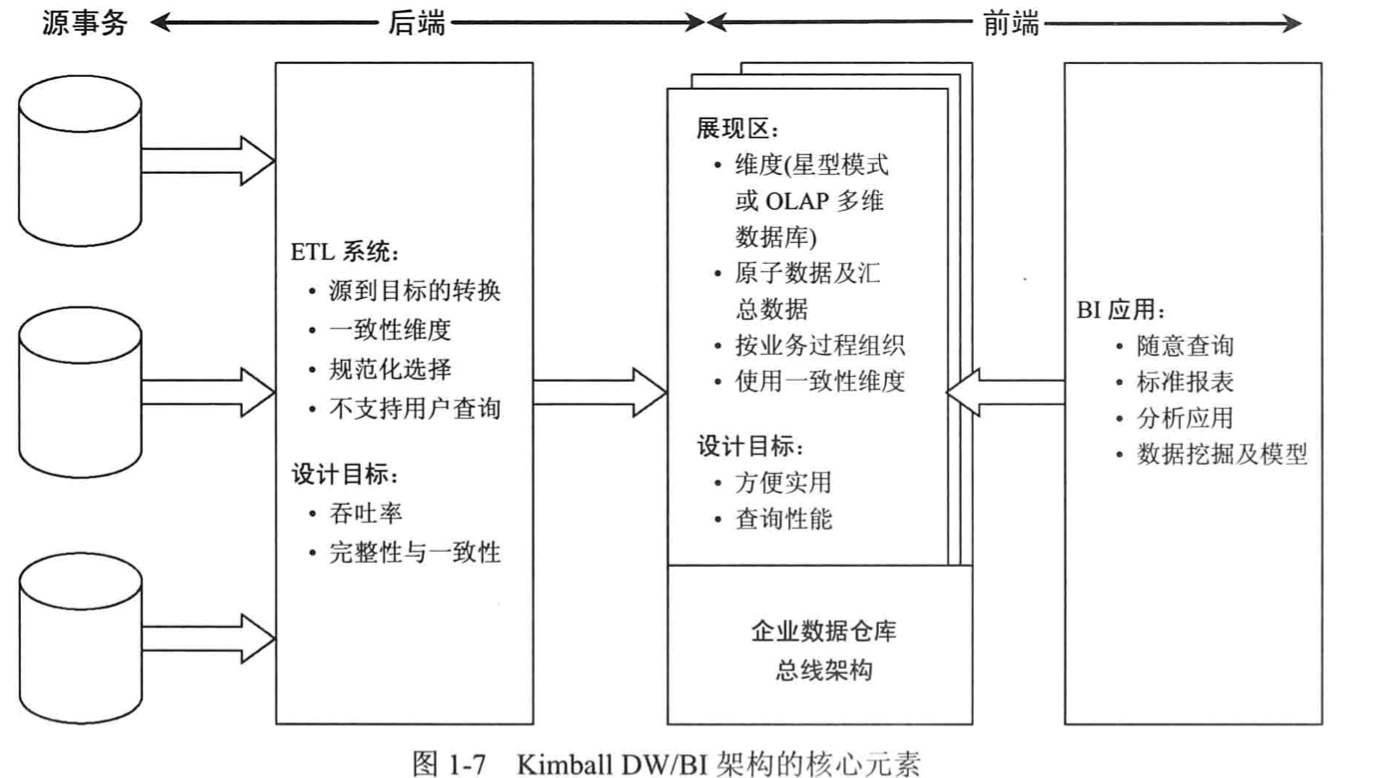 源事务
后端
前端
ETL 系统：
• 源到目标的转换
• 一致性维度
• 规范化选择
• 不支持用户查询
设计目标：
• 吞吐率
• 完整性与一致性
展现区：
• 维度(星型模式
或 OLAP 多维
数据库)
• 原子数据及汇
总数据
• 按业务过程组织
• 使用一致性维度
设计目标：
• 方便实用
• 查询性能
企业数据仓库
总线架构
BI 应用：
• 随意查询
• 标准报表
• 分析应用
• 数据挖掘及模型
图 1-7 Kimball DW/BI 架构的核心元素